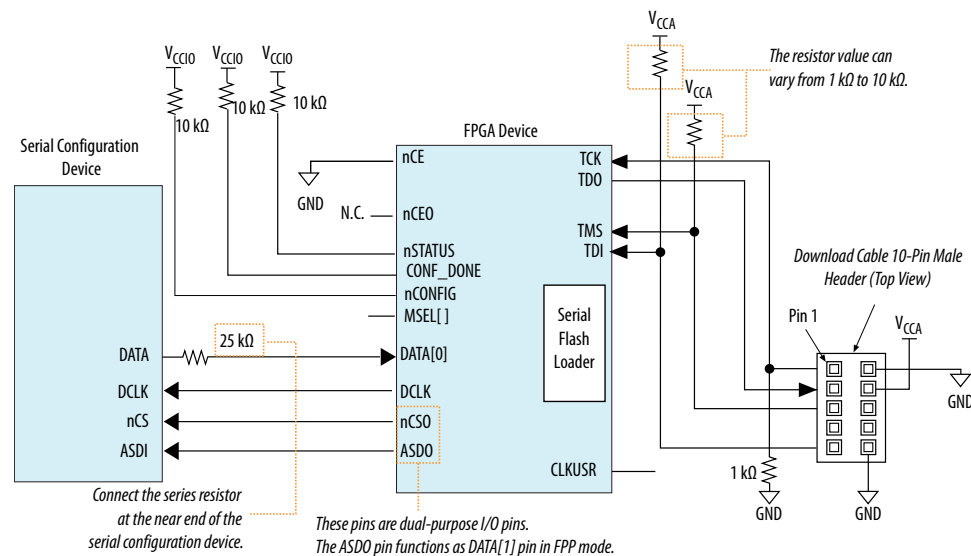 VCCA
VCCIO
VCCIO
VCCIO
The resistor value can
vary from 1 kΩ to 10 kΩ.
VCCA
10 kΩ
10 kΩ
10 kΩ
Serial Configuration
Device
FPGA Device
nCE
TCK
TDO
GND
N.C.
nCEO
TMS
TDI
nSTATUS
CONF_DONE
nCONFIG
MSEL[ ]
Download Cable 10-Pin Male
Header (Top View)
Serial
Flash
Loader
Pin 1
VCCA
25 kΩ
DATA
DATA[0]
DCLK
DCLK
nCS
nCSO
ASDI
ASDO
GND
CLKUSR
1 kΩ
GND
GND
Connect the series resistor
at the near end of the
serial configuration device.
These pins are dual-purpose I/O pins.
The ASDO pin functions as DATA[1] pin in FPP mode.